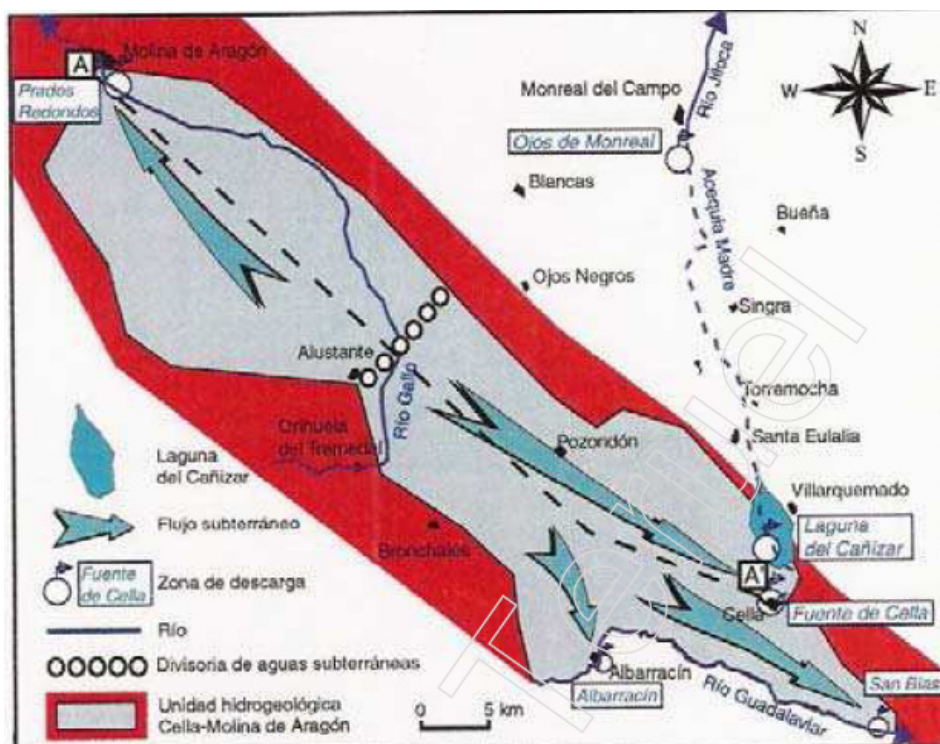 A
Molina de Aragón
Prados
Redondos
Monreal del Campo
Río Jiloca
Ojos de Monreal
N
W
E
S
Blancas
Acequia Madre
Bueña
Ojos Negros
Singra
Alustante
Río Gallo
Torremocha
Orihuela
del Tremedal
Pozondón
Santa Eulalia
Laguna
del Cañizar
Villarquemado
Laguna
del Cañizar
Flujo subterráneo
Bronchales
A'
Fuente
de Cella
Zona de descarga
Cella
Fuente de Cella
Río
Divisoria de aguas subterráneas
Albarracín
Albarracín
Río Guadalaviar
San Blas
Unidad hidrogeológica
Cella-Molina de Aragón
0
5 km
Teruel